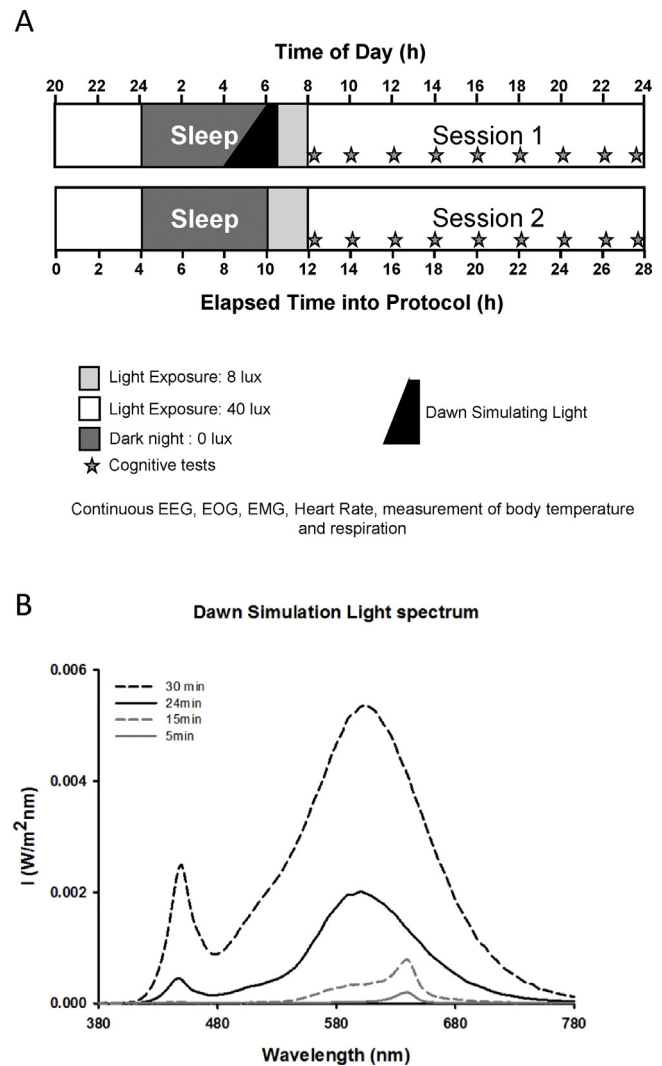 A
Time of Day (h)
20 22 24 2 4 6 8 10 12 14 16 18 20 22 24
Sleep Session 1
Sleep Session 2
0 2 4 6 8 10 12 14 16 18 20 22 24 26 28
Elapsed Time into Protocol (h)
Light Exposure: 8 lux
Light Exposure: 40 lux
Dawn Simulating Light
Dark night : 0 lux
Cognitive tests
Continuous EEG, EOG, EMG, Heart Rate, measurement of body temperature
and respiration
B
Dawn Simulation Light spectrum
0.006
30 min
24min
15min
5min
0.004
I (W/m²nm)
0.002
0.000
380 480 580 680 780
Wavelength (nm)